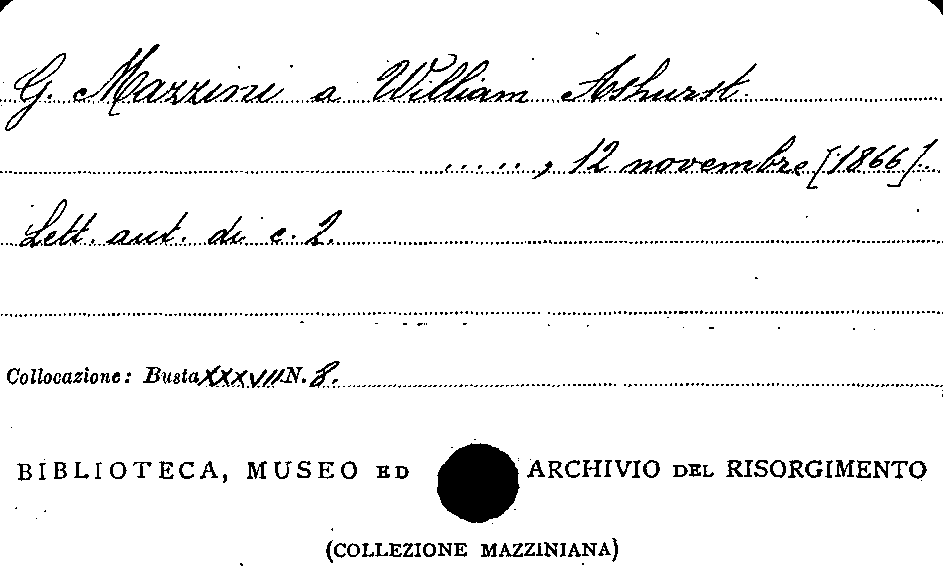 G. Mazzini a William Ashurst.
......, 12 novembre [1866].
Lett. aut. di c. 2.
Collocazione: Busta XXXVII N. 8.
BIBLIOTECA, MUSEO ED ARCHIVIO DEL RISORGIMENTO
(COLLEZIONE MAZZINIANA)